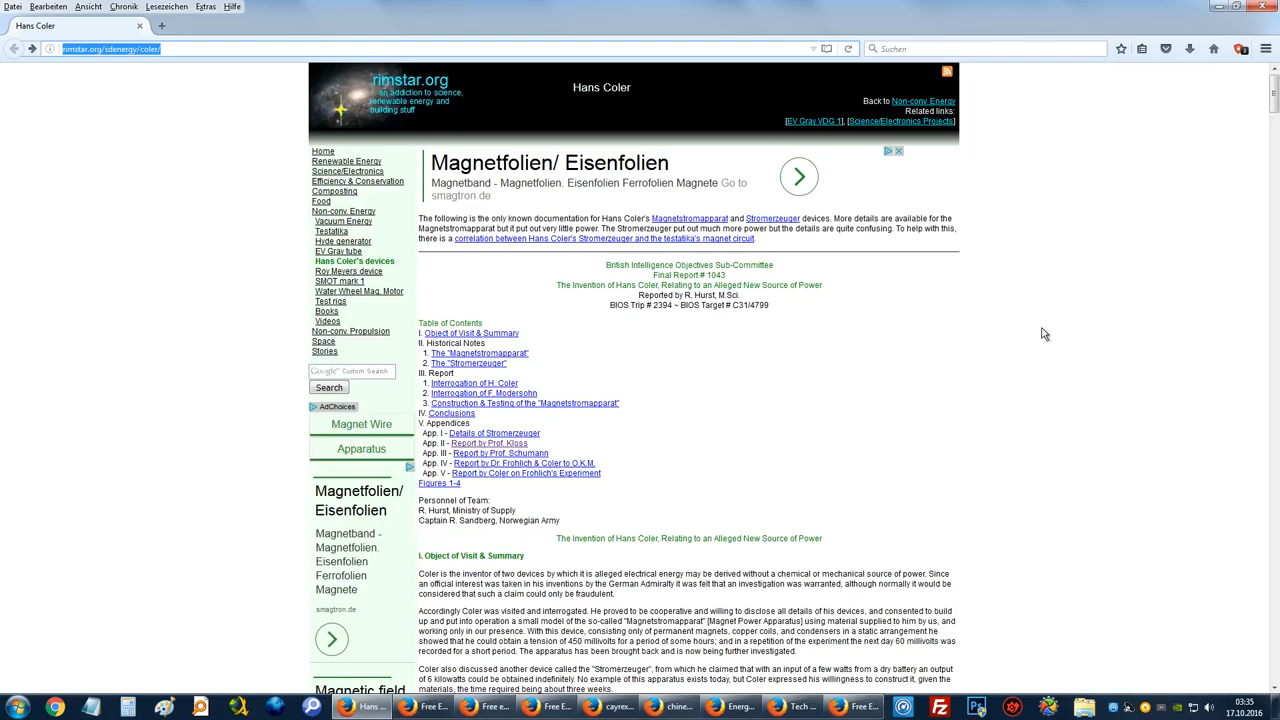 Datei Bearbeiten Ansicht Chronik Lesezeichen Extras Hilfe
Hans Coler
rimstar.org/sdenergy/coler/
Suchen
rimstar.org
an addiction to science,
renewable energy and
building stuff
Hans Coler
Back to Non-conv. Energy
Related links:
[EV Gray VDG 1], [Science/Electronics Projects]
Home
Renewable Energy
Science/Electronics
Efficiency & Conservation
Composting
Food
Non-conv. Energy
Vacuum Energy
Testatika
Hyde generator
EV Gray tube
Hans Coler's devices
Roy Meyers device
SMOT mark 1
Water Wheel Mag. Motor
Test rigs
Books
Videos
Non-conv. Propulsion
Space
Stories
Google Custom Search
Search
AdChoices
Magnet Wire
Apparatus
Magnetfolien/
Eisenfolien
Magnetband -
Magnetfolien.
Eisenfolien
Ferrofolien
Magnete
smagtron.de
Magnetic field
Magnetfolien/ Eisenfolien
Magnetband - Magnetfolien. Eisenfolien Ferrofolien Magnete Go to
smagtron.de
The following is the only known documentation for Hans Coler's Magnetstromapparat and Stromerzeuger devices. More details are available for the
Magnetstromapparat but it put out very little power. The Stromerzeuger put out much more power but the details are quite confusing. To help with this,
there is a correlation between Hans Coler's Stromerzeuger and the testatika's magnet circuit.
British Intelligence Objectives Sub-Committee
Final Report # 1043
The Invention of Hans Coler, Relating to an Alleged New Source of Power
Reported by R. Hurst, M.Sci.
BIOS Trip # 2394 ~ BIOS Target # C31/4799
Table of Contents
I. Object of Visit & Summary
II. Historical Notes
1. The "Magnetstromapparat"
2. The "Stromerzeuger"
III. Report
1. Interrogation of H. Coler
2. Interrogation of F. Modersohn
3. Construction & Testing of the "Magnetstromapparat"
IV. Conclusions
V. Appendices
App. I - Details of Stromerzeuger
App. II - Report by Prof. Kloss
App. III - Report by Prof. Schumann
App. IV - Report by Dr. Frohlich & Coler to O.K.M.
App. V - Report by Coler on Frohlich's Experiment
Figures 1-4
Personnel of Team:
R. Hurst, Ministry of Supply
Captain R. Sandberg, Norwegian Army
The Invention of Hans Coler, Relating to an Alleged New Source of Power
I. Object of Visit & Summary
Coler is the inventor of two devices by which it is alleged electrical energy may be derived without a chemical or mechanical source of power. Since
an official interest was taken in his inventions by the German Admiralty it was felt that an investigation was warranted, although normally it would be
considered that such a claim could only be fraudulent.
Accordingly Coler was visited and interrogated. He proved to be cooperative and willing to disclose all details of his devices, and consented to build
up and put into operation a small model of the so-called "Magnetstromapparat" [Magnet Power Apparatus] using material supplied to him by us, and
working only in our presence. With this device, consisting only of permanent magnets, copper coils, and condensers in a static arrangement he
showed that he could obtain a tension of 450 millivolts for a period of some hours; and in a repetition of the experiment the next day 60 millivolts was
recorded for a short period. The apparatus has been brought back and is now being further investigated.
Coler also discussed another device called the "Stromerzeuger", from which he claimed that with an input of a few watts from a dry battery an output
of 6 kilowatts could be obtained indefinitely. No example of this apparatus exists today, but Coler expressed his willingness to construct it, given the
materials, the time required being about three weeks.
Hans ...
Free E...
Free e...
Free E...
cayrex...
chine...
Energ...
Tech ...
Free E...
03:35
17.10.2016